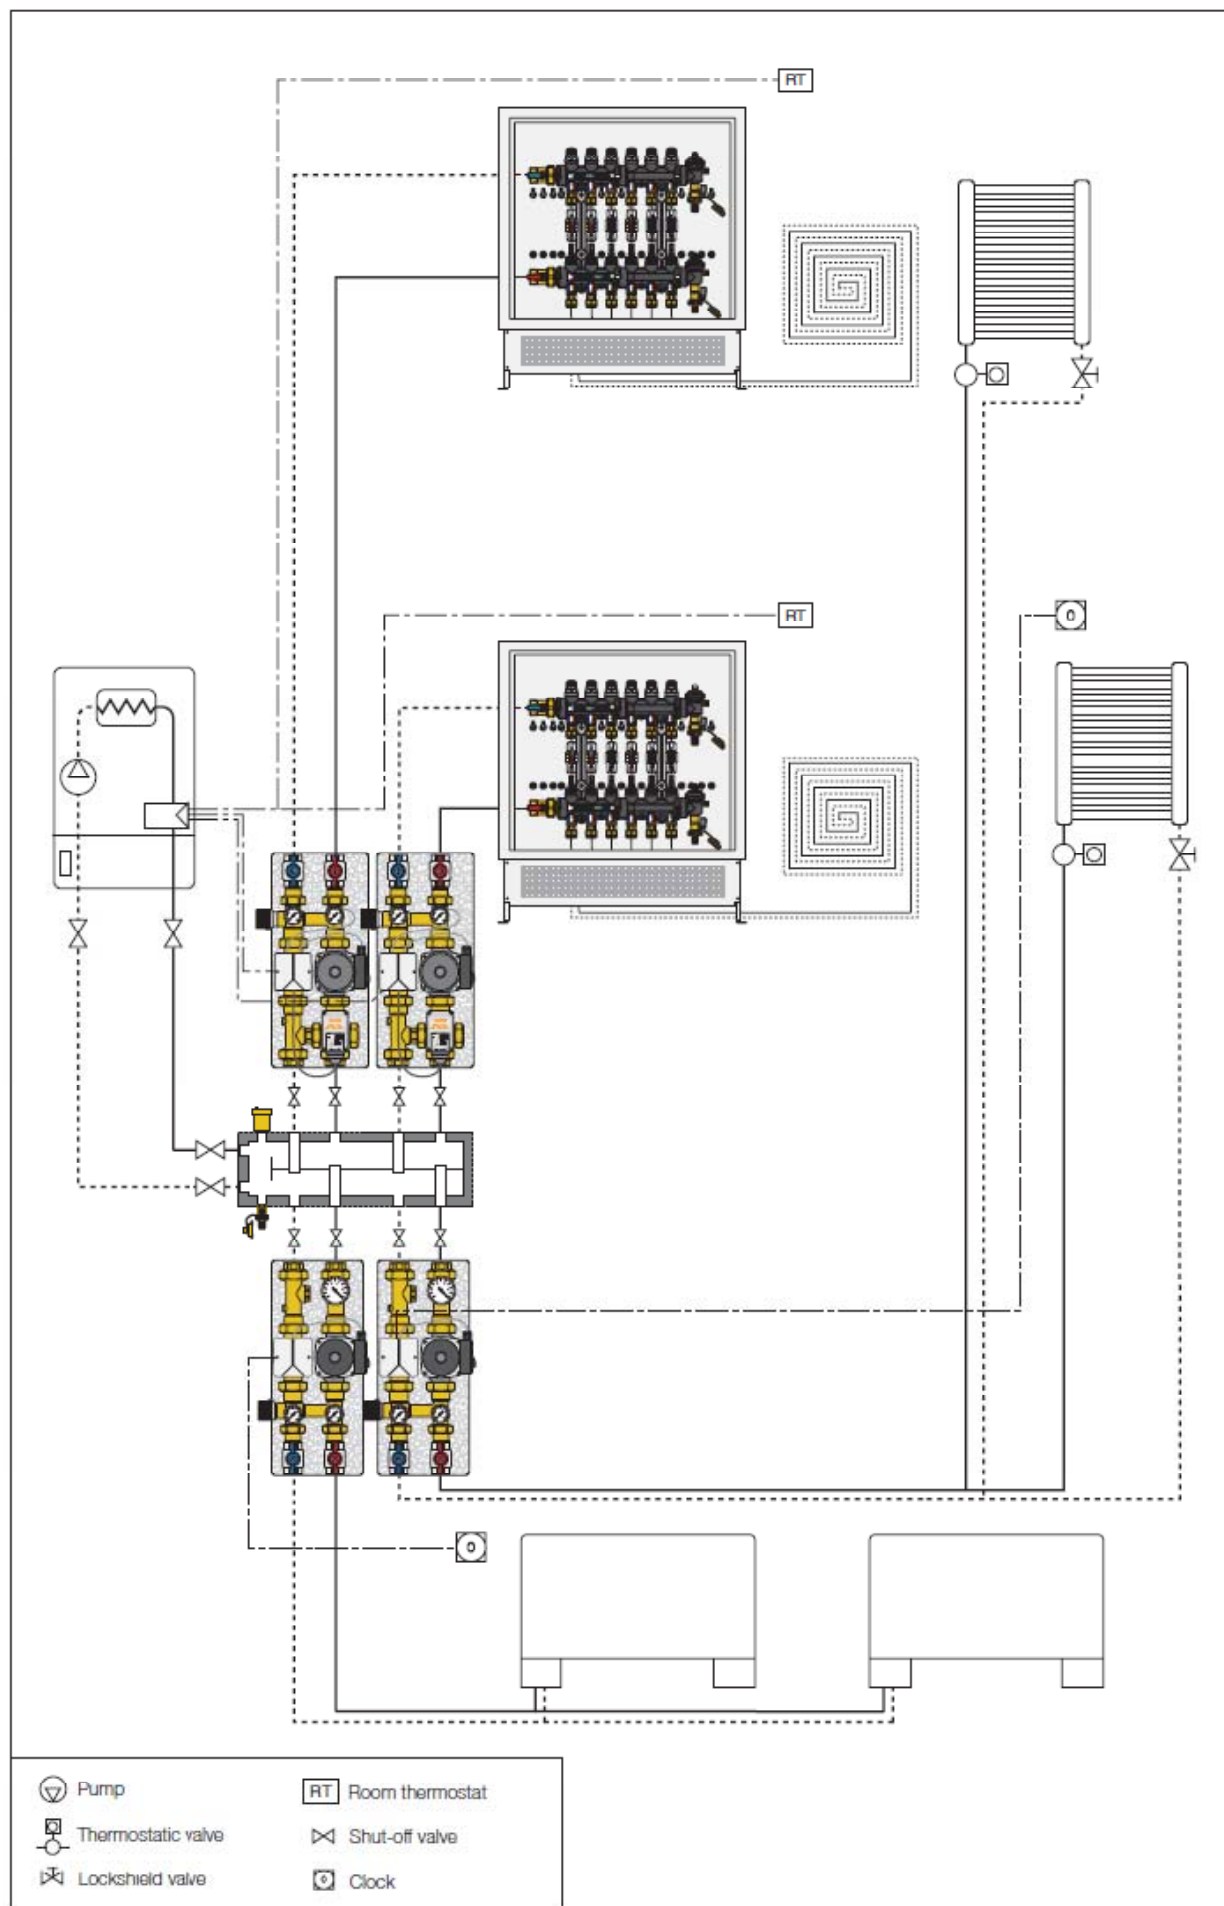 RT
RT
Pump
RT Room thermostat
Thermostatic valve
Shut-off valve
Lockshield valve
Clock